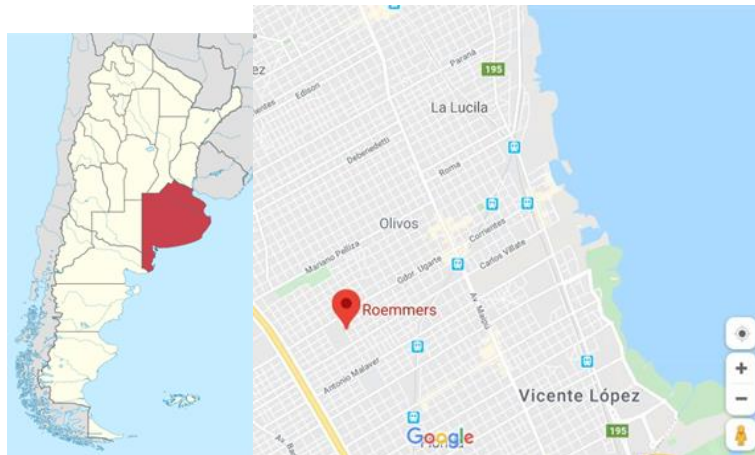 Paraná
195
Edison
La Lucila
Debenedetti
Roma
Olivos
Corrientes
Mariano Pelliza
Gdor. Ugarte
Carlos Villate
Roemmers
Av. Maipú
Antonio Malaver
Vicente López
Google
195